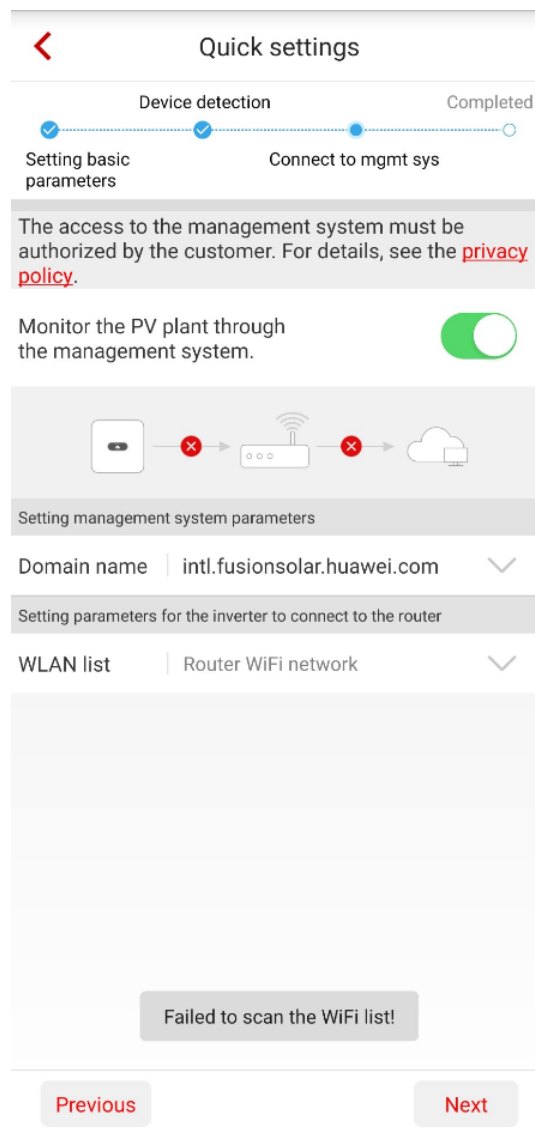 Quick settings
Device detection
Completed
Setting basic
parameters
Connect to mgmt sys
The access to the management system must be
authorized by the customer. For details, see the privacy
policy.
Monitor the PV plant through
the management system.
Setting management system parameters
Domain name
intl.fusionsolar.huawei.com
Setting parameters for the inverter to connect to the router
WLAN list
Router WiFi network
Failed to scan the WiFi list!
Previous
Next